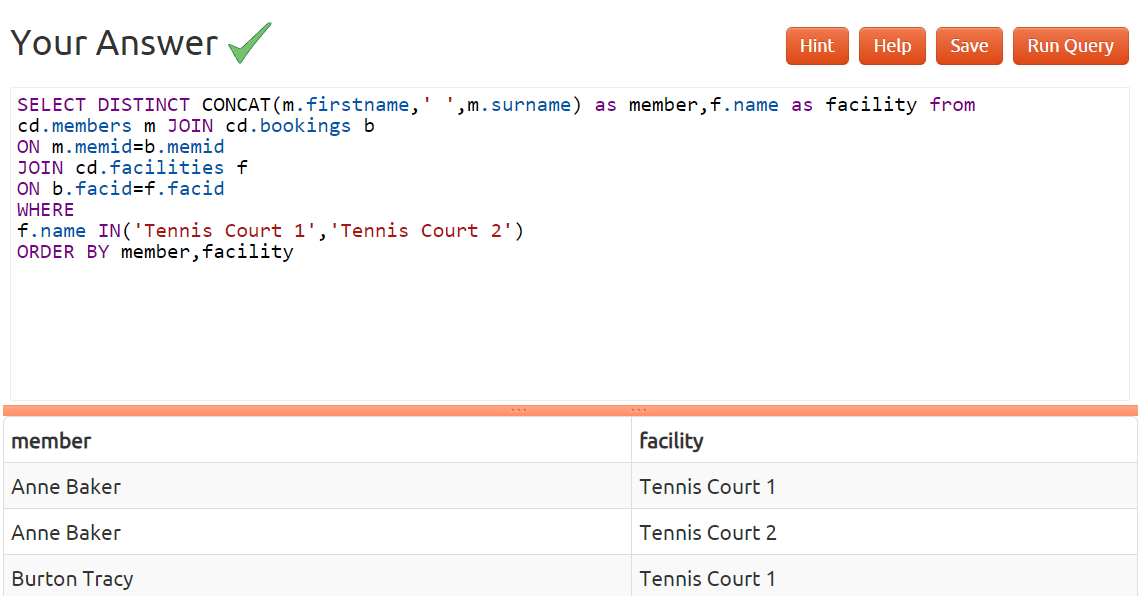 Your Answer
Hint Help Save Run Query
SELECT DISTINCT CONCAT(m.firstname,' ',m.surname) as member,f.name as facility from
cd.members m JOIN cd.bookings b
ON m.memid=b.memid
JOIN cd.facilities f
ON b.facid=f.facid
WHERE
f.name IN('Tennis Court 1','Tennis Court 2')
ORDER BY member,facility
member facility
Anne Baker Tennis Court 1
Anne Baker Tennis Court 2
Burton Tracy Tennis Court 1